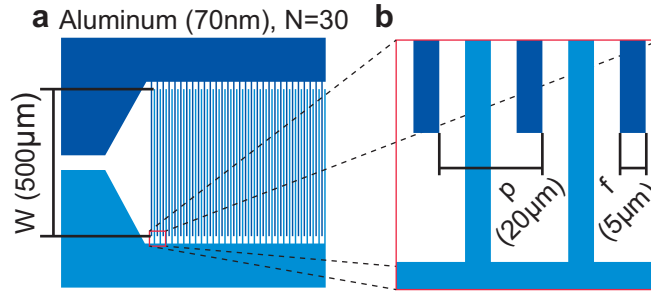 a Aluminum (70nm), N=30
b
W (500µm)
p
(20µm)
f
(5µm)